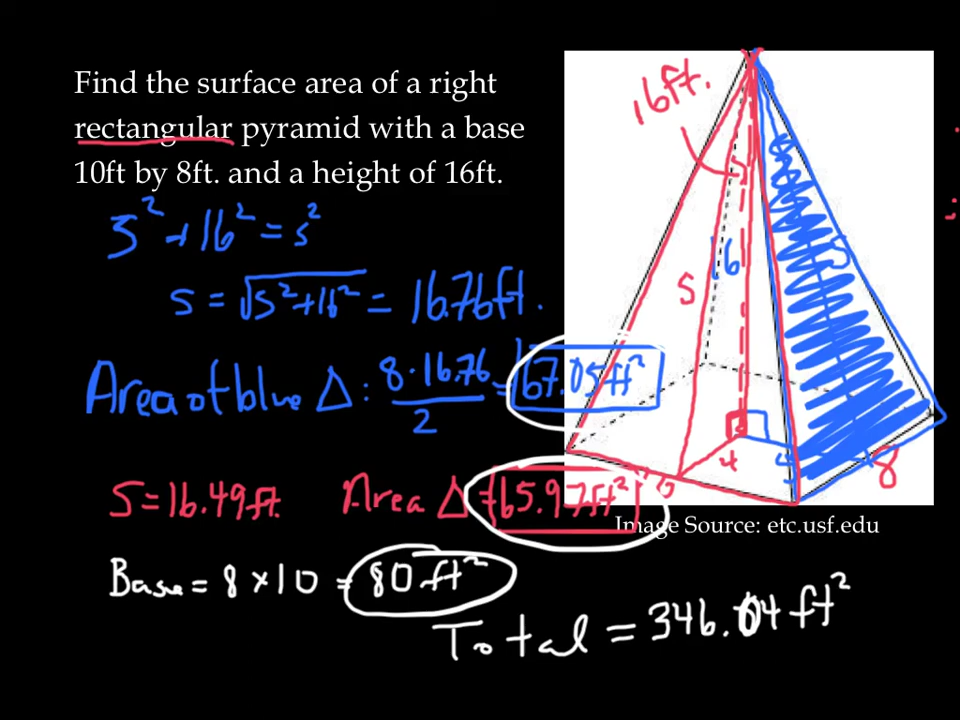 Find the surface area of a right
rectangular pyramid with a base
10ft by 8ft. and a height of 16ft.
5² + 16² = s²
s = √5² + 16² = 16.76 ft.
Area of blue Δ: 8 · 16.76 / 2 = 67.05 ft²
S = 16.49 ft. Area Δ = 65.97 ft²
Base = 8 x 10 = 80 ft²
Total = 346.04 ft²
16ft.
16
S
4
5
8
Image Source: etc.usf.edu